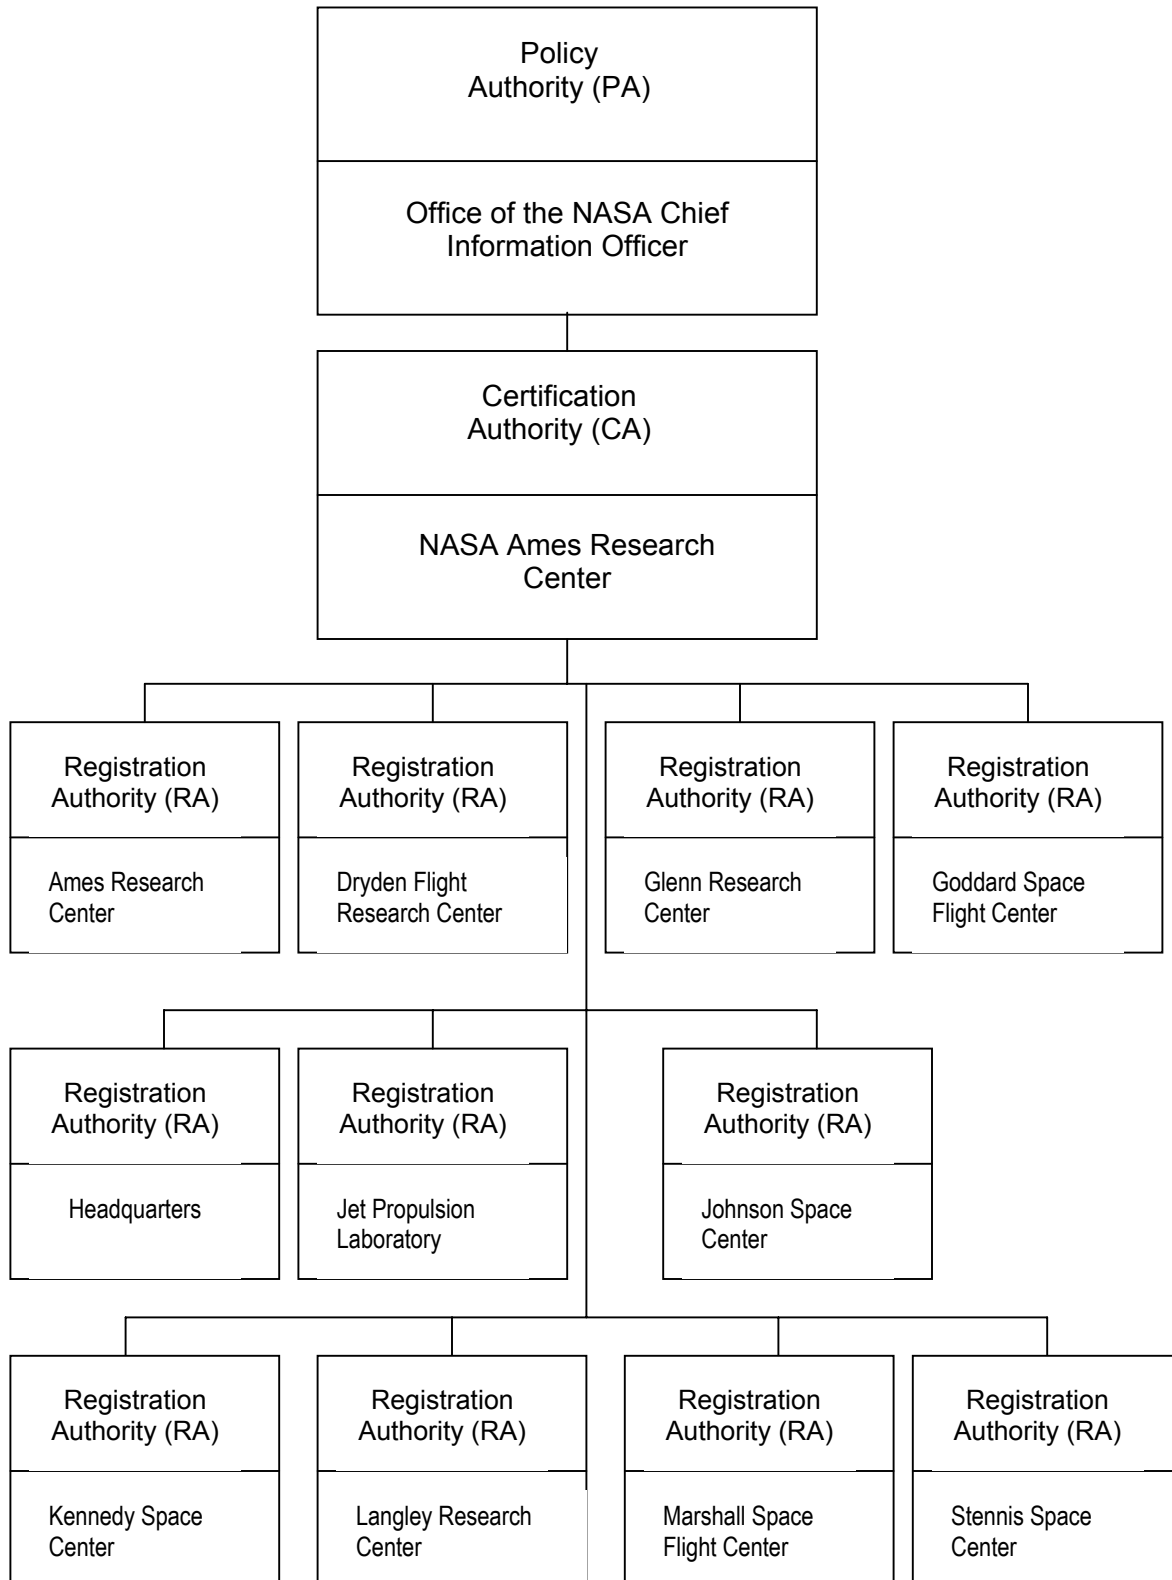 Policy
Authority (PA)
Office of the NASA Chief
Information Officer
Certification
Authority (CA)
NASA Ames Research
Center
Registration
Authority (RA)
Ames Research
Center
Registration
Authority (RA)
Dryden Flight
Research Center
Registration
Authority (RA)
Glenn Research
Center
Registration
Authority (RA)
Goddard Space
Flight Center
Registration
Authority (RA)
Headquarters
Registration
Authority (RA)
Jet Propulsion
Laboratory
Registration
Authority (RA)
Johnson Space
Center
Registration
Authority (RA)
Kennedy Space
Center
Registration
Authority (RA)
Langley Research
Center
Registration
Authority (RA)
Marshall Space
Flight Center
Registration
Authority (RA)
Stennis Space
Center